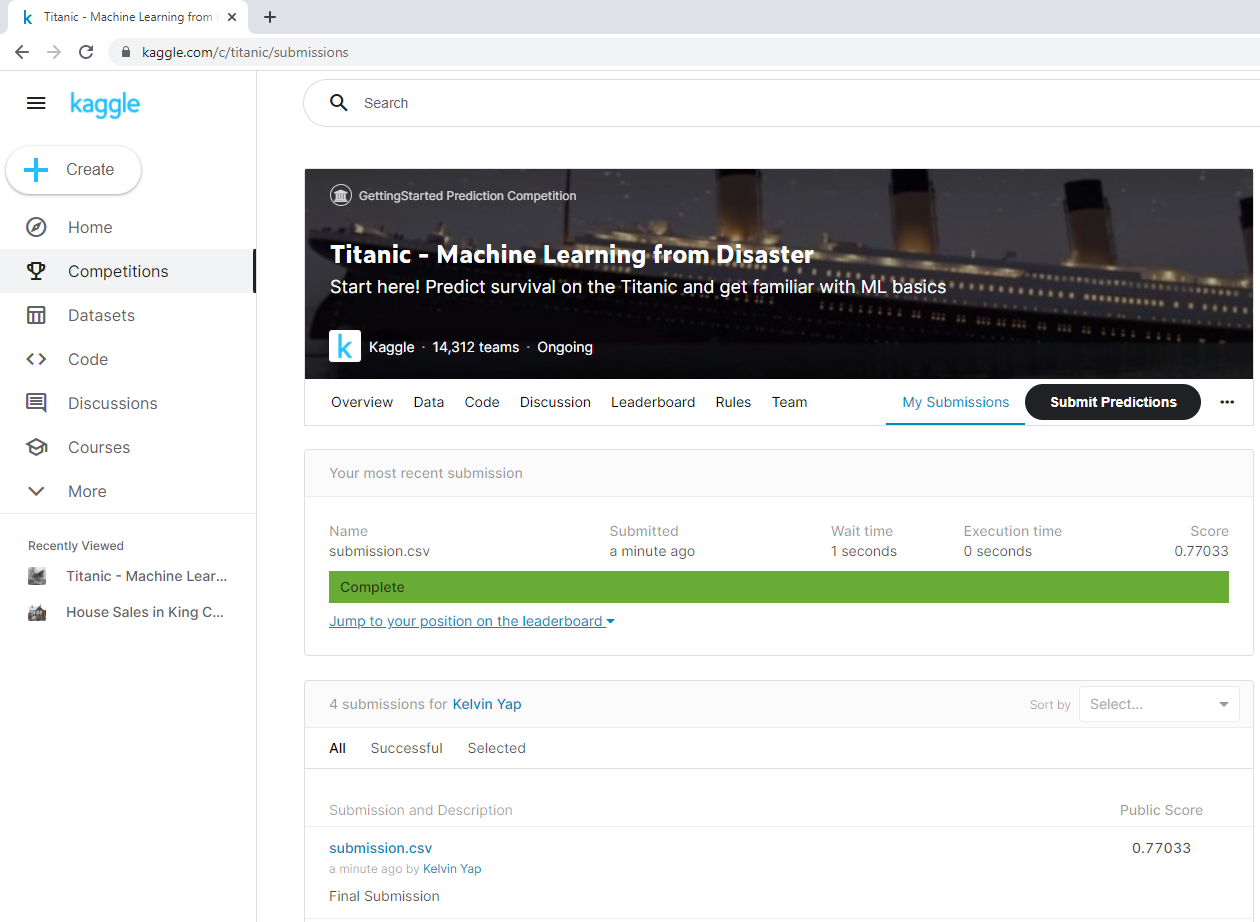 Titanic - Machine Learning from
kaggle.com/c/titanic/submissions
kaggle
Search
Create
Home
Competitions
Datasets
Code
Discussions
Courses
More
Recently Viewed
Titanic - Machine Lear...
House Sales in King C...
GettingStarted Prediction Competition
Titanic - Machine Learning from Disaster
Start here! Predict survival on the Titanic and get familiar with ML basics
k Kaggle · 14,312 teams · Ongoing
Overview Data Code Discussion Leaderboard Rules Team My Submissions Submit Predictions
Your most recent submission
Name Submitted Wait time Execution time Score
submission.csv a minute ago 1 seconds 0 seconds 0.77033
Complete
Jump to your position on the leaderboard
4 submissions for Kelvin Yap Sort by Select...
All Successful Selected
Submission and Description Public Score
submission.csv 0.77033
a minute ago by Kelvin Yap
Final Submission